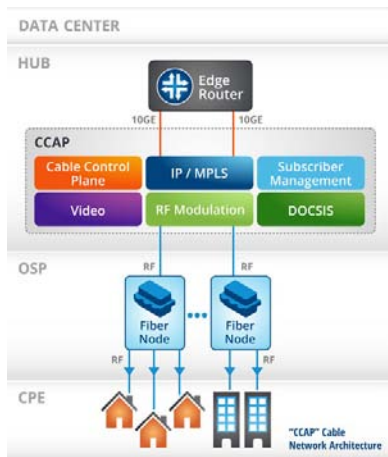 DATA CENTER
HUB
Edge
Router
10GE 10GE
CCAP
Cable Control
Plane
IP / MPLS
Subscriber
Management
Video
RF Modulation
DOCSIS
RF RF
OSP
Fiber
Node
Fiber
Node
RF RF
CPE
"CCAP" Cable
Network Architecture